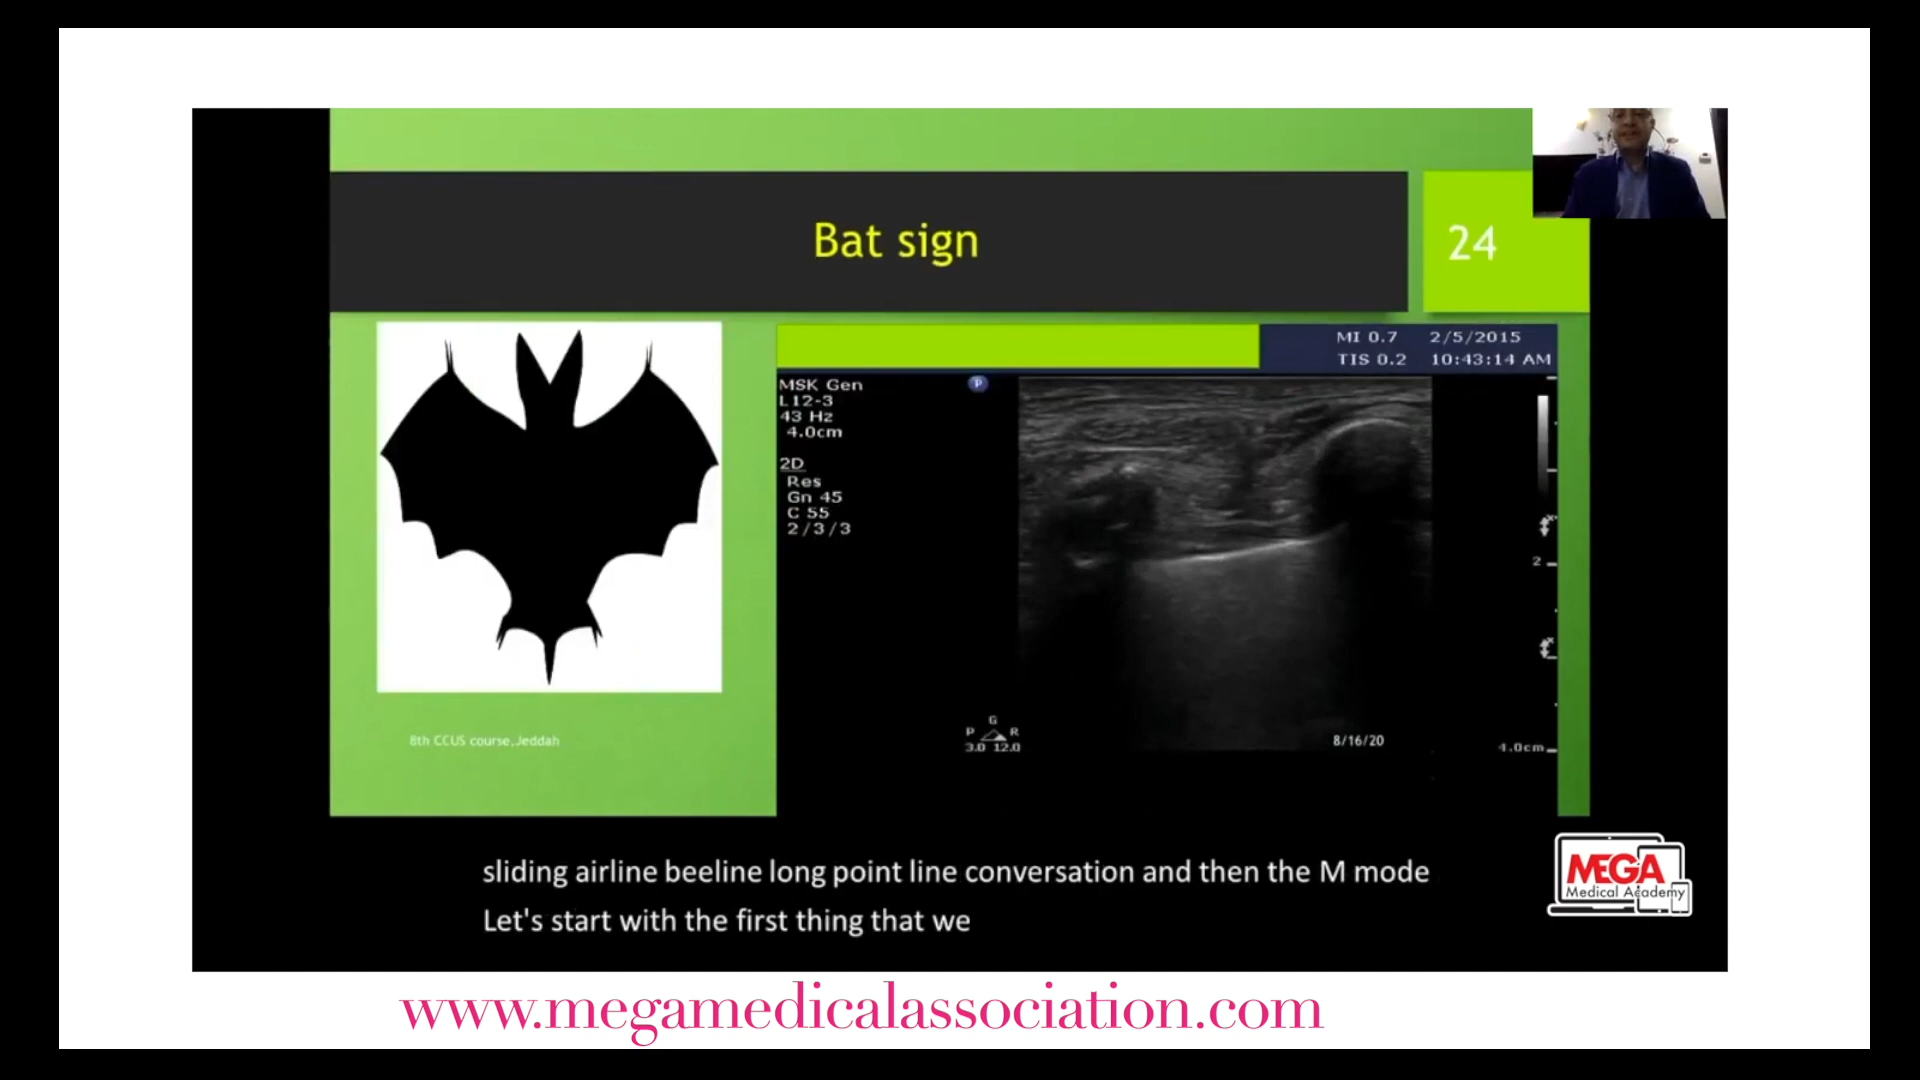 Bat sign
24
MI 0.7 2/5/2015
TIS 0.2 10:43:14 AM
MSK Gen
L12-3
43 Hz
4.0cm
2D
Res
Gn 45
C 55
2/3/3
P
2
G
P R
3.0 12.0
8/16/20
4.0cm
8th CCUS course,Jeddah
sliding airline beeline long point line conversation and then the M mode
Let's start with the first thing that we
MEGA
Medical Academy
www.megamedicalassociation.com